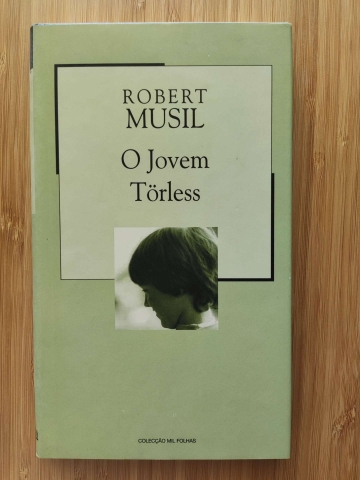 ROBERT
MUSIL
O Jovem
Törless
COLECÇÃO MIL FOLHAS